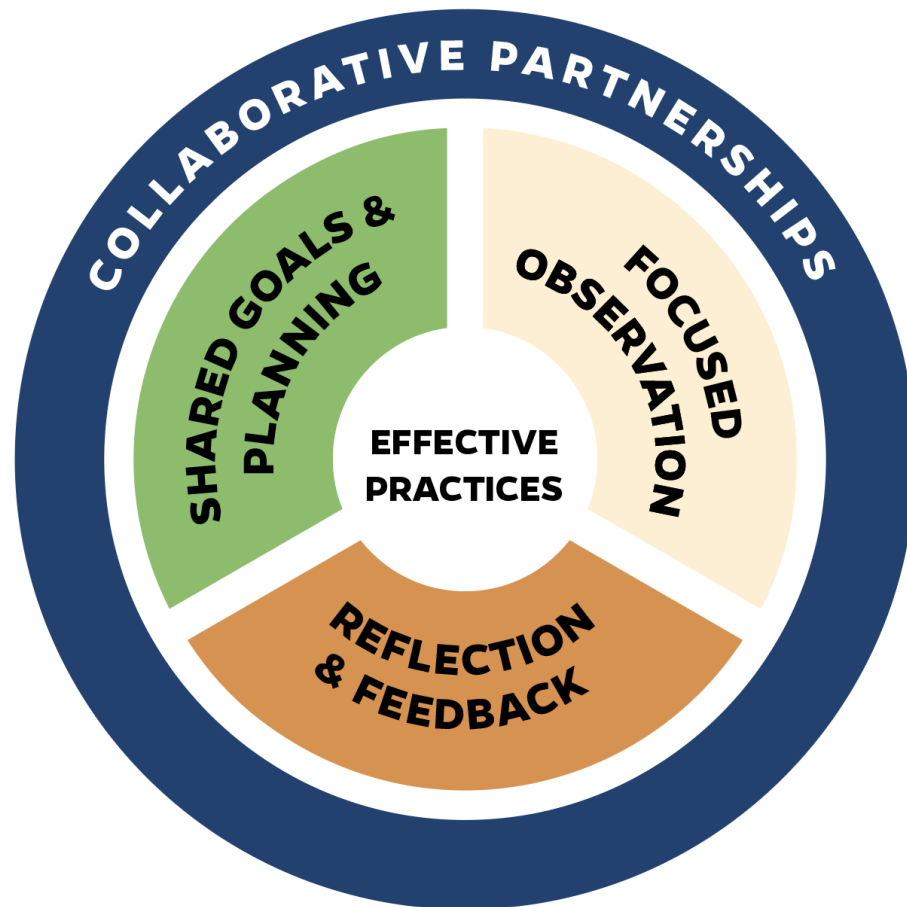 COLLABORATIVE PARTNERSHIPS
SHARED GOALS &
PLANNING
FOCUSED
OBSERVATION
EFFECTIVE
PRACTICES
REFLECTION
& FEEDBACK